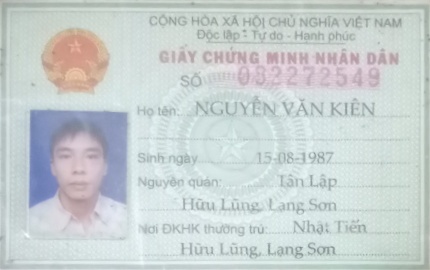 CỘNG HÒA XÃ HỘI CHỦ NGHĨA VIỆT NAM
Độc lập - Tự do - Hạnh phúc
GIẤY CHỨNG MINH NHÂN DÂN
SỐ 082272549
Họ tên: NGUYỄN VĂN KIÊN
Sinh ngày 15-08-1987
Nguyên quán: Tân Lập
Hữu Lũng, Lạng Sơn
Nơi ĐKHK thường trú: Nhật Tiến
Hữu Lũng, Lạng Sơn